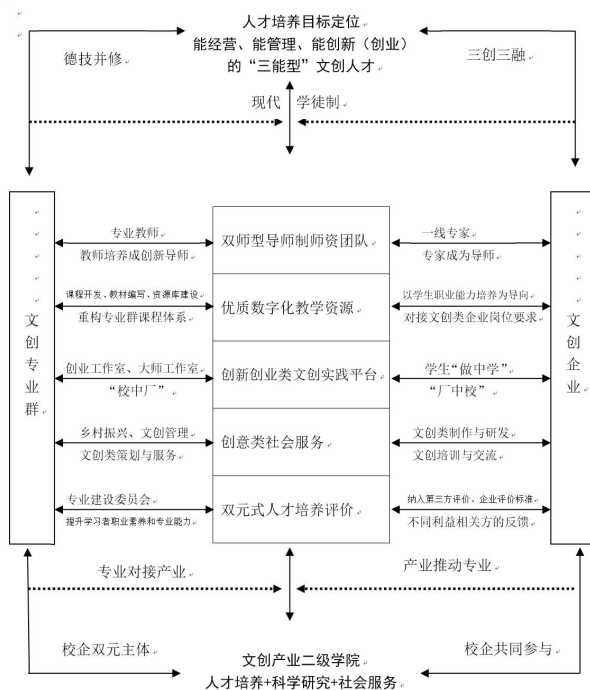 人才培养目标定位
能经营、能管理、能创新（创业）
的“三能型”文创人才
德技并修
三创三融
现代 学徒制
文创专业群
专业教师
教师培养成创新导师
双师型导师制师资团队
一线专家
专家成为导师
课程开发、教材编写、资源库建设
重构专业群课程体系
优质数字化教学资源
以学生职业能力培养为导向
对接文创类企业岗位要求
创业工作室、大师工作室
“校中厂”
创新创业类文创实践平台
学生“做中学”
“厂中校”
乡村振兴、文创管理
文创类策划与服务
创意类社会服务
文创类制作与研发
文创培训与交流
专业建设委员会
提升学习者职业素养和专业能力
双元式人才培养评价
纳入第三方评价、企业评价标准
不同利益相关方的反馈
文创企业
专业对接产业
产业推动专业
校企双元主体
校企共同参与
文创产业二级学院
人才培养+科学研究+社会服务